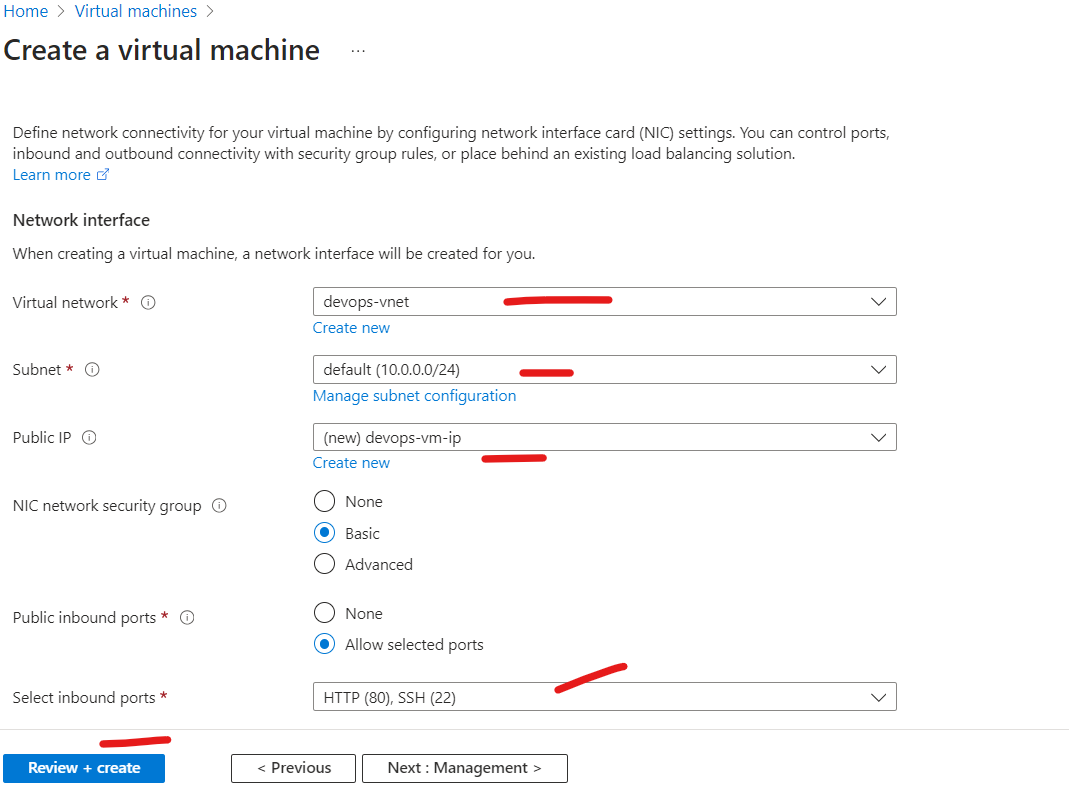 Home > Virtual machines >
Create a virtual machine ...
Define network connectivity for your virtual machine by configuring network interface card (NIC) settings. You can control ports,
inbound and outbound connectivity with security group rules, or place behind an existing load balancing solution.
Learn more
Network interface
When creating a virtual machine, a network interface will be created for you.
Virtual network *
devops-vnet
Create new
Subnet *
default (10.0.0.0/24)
Manage subnet configuration
Public IP
(new) devops-vm-ip
Create new
NIC network security group
None
Basic
Advanced
Public inbound ports *
None
Allow selected ports
Select inbound ports *
HTTP (80), SSH (22)
Review + create
< Previous
Next : Management >